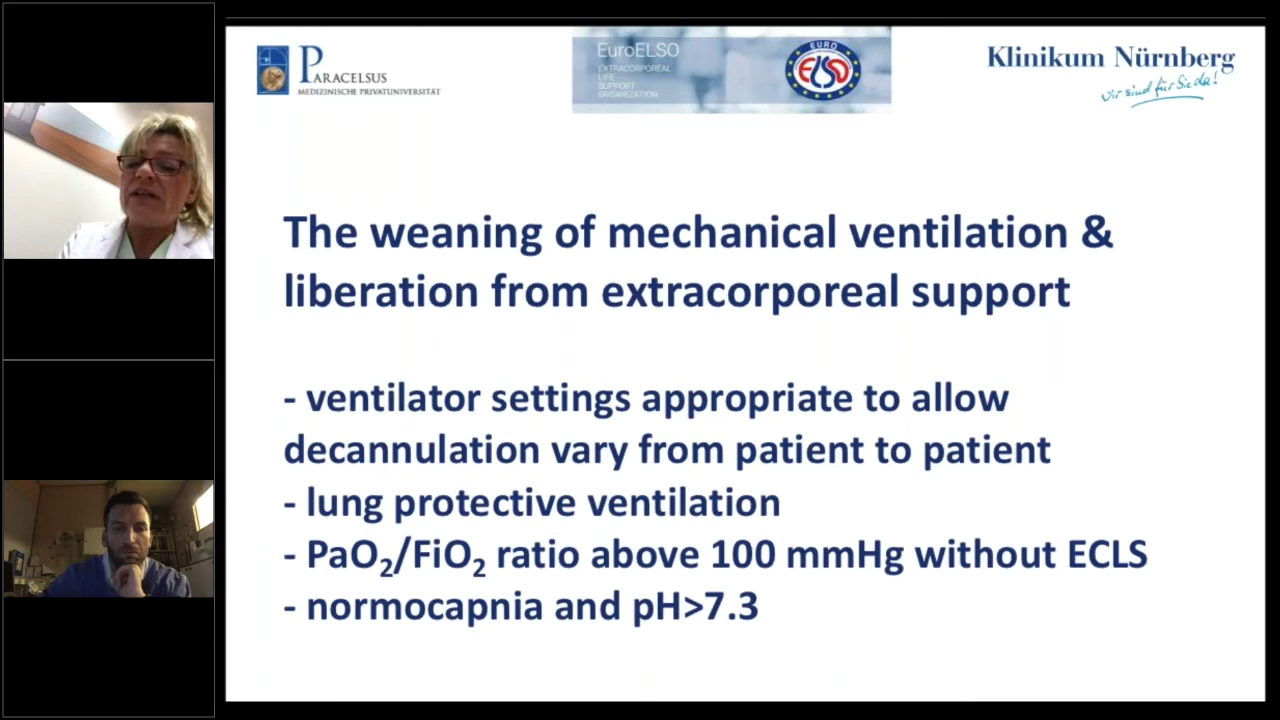 PARACELSUS
MEDIZINISCHE PRIVATUNIVERSITÄT
EuroELSO
EXTRACORPOREAL
LIFE
SUPPORT
ORGANIZATION
EURO
ELSO
Klinikum Nürnberg
Wir sind für Sie da!
The weaning of mechanical ventilation &
liberation from extracorporeal support
- ventilator settings appropriate to allow
decannulation vary from patient to patient
- lung protective ventilation
- PaO₂/FiO₂ ratio above 100 mmHg without ECLS
- normocapnia and pH>7.3